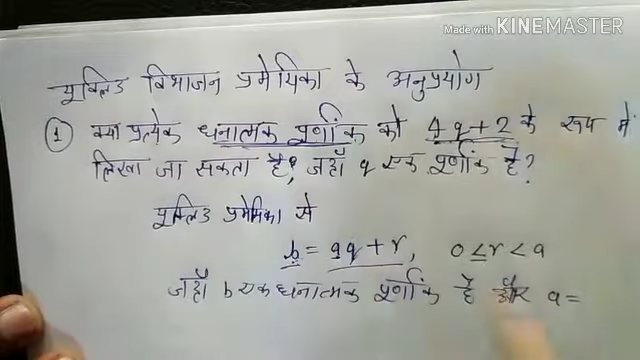 Made with KINEMASTER
यूक्लिड विभाजन प्रमेयिका के अनुप्रयोग
① क्या प्रत्येक धनात्मक पूर्णांक को 4q+2 के रूप में
लिखा जा सकता है?, जहाँ q एक पूर्णांक है?
यूक्लिड प्रमेयिका से
b = aq + r, 0 ≤ r < a
जहाँ b एक धनात्मक पूर्णांक है और a =